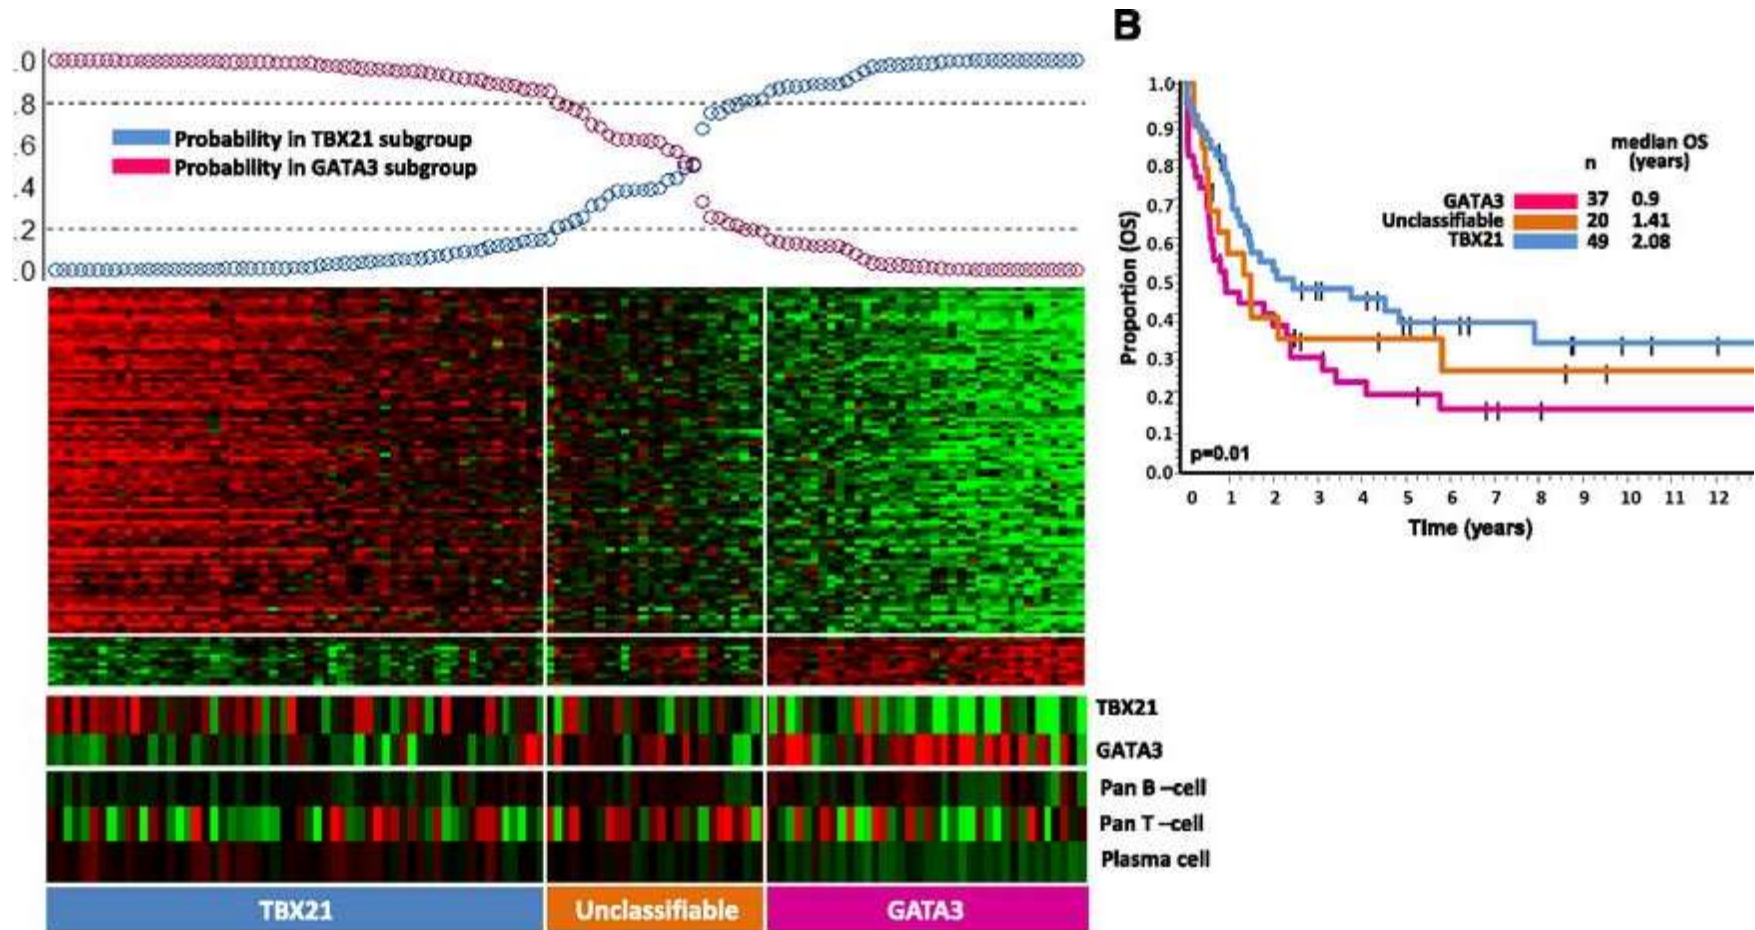 B
.0
.8
.6
.4
.2
.0
Probability in TBX21 subgroup
Probability in GATA3 subgroup
TBX21
GATA3
Pan B –cell
Pan T –cell
Plasma cell
TBX21
Unclassifiable
GATA3
Proportion (OS)
1.0
0.9
0.8
0.7
0.6
0.5
0.4
0.3
0.2
0.1
0.0
n median OS (years)
GATA3 37 0.9
Unclassifiable 20 1.41
TBX21 49 2.08
p=0.01
0 1 2 3 4 5 6 7 8 9 10 11 12
Time (years)